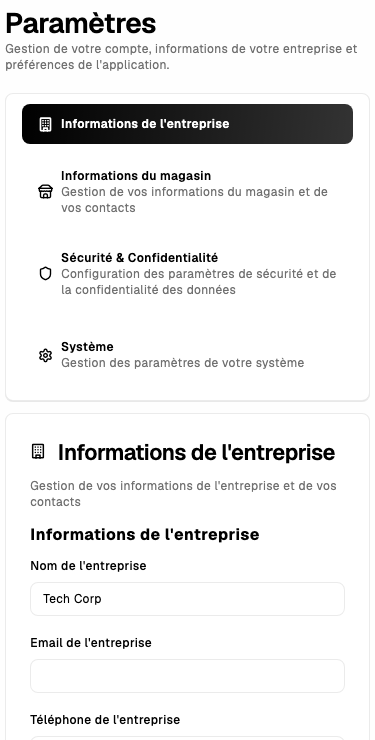 Paramètres
Gestion de votre compte, informations de votre entreprise et
préférences de l'application.
Informations de l'entreprise
Informations du magasin
Gestion de vos informations du magasin et de
vos contacts
Sécurité & Confidentialité
Configuration des paramètres de sécurité et de
la confidentialité des données
Système
Gestion des paramètres de votre système
Informations de l'entreprise
Gestion de vos informations de l'entreprise et de vos
contacts
Informations de l'entreprise
Nom de l'entreprise
Tech Corp
Email de l'entreprise
Téléphone de l'entreprise